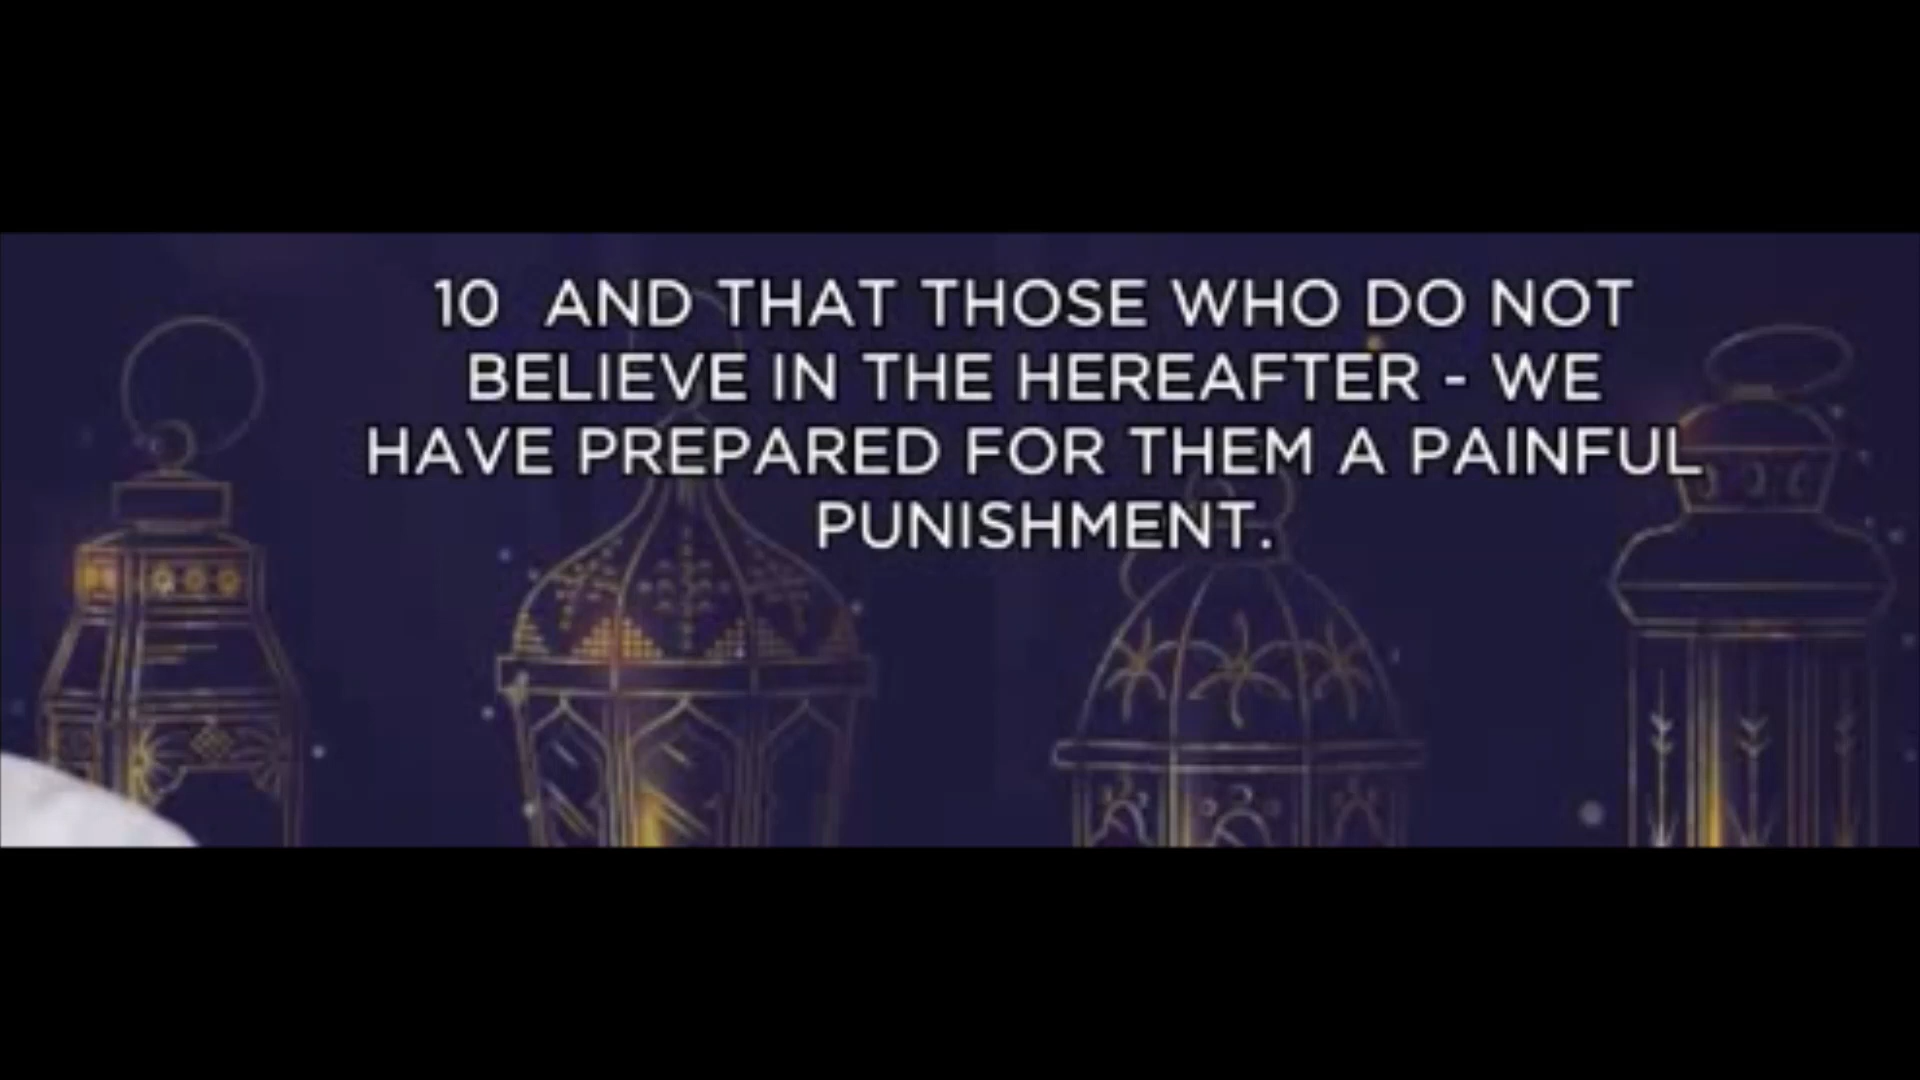 10 AND THAT THOSE WHO DO NOT
BELIEVE IN THE HEREAFTER - WE
HAVE PREPARED FOR THEM A PAINFUL
PUNISHMENT.